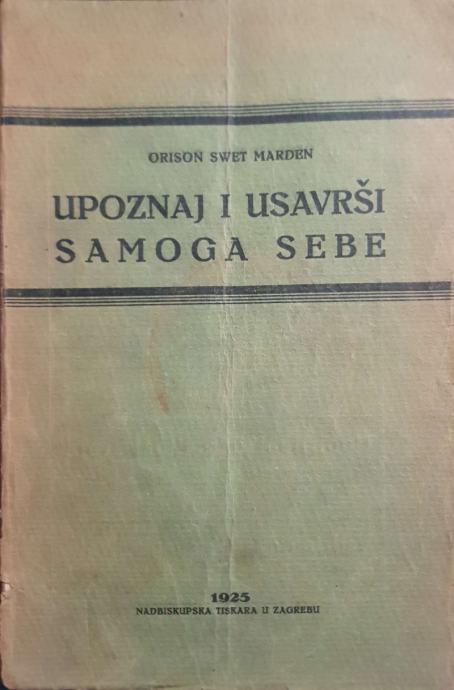 ORISON SWET MARDEN
UPOZNAJ I USAVRŠI
SAMOGA SEBE
1925
NADBISKUPSKA TISKARA U ZAGREBU